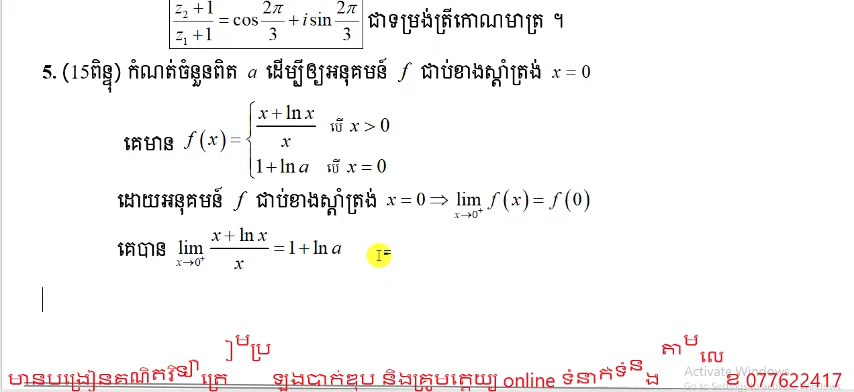 z₂ + 1 / z₁ + 1 = cos 2π/3 + i sin 2π/3 ជាទម្រង់ត្រីកោណមាត្រ ។
5. (15ពិន្ទុ) កំណត់ចំនួនពិត a ដើម្បីឲ្យអនុគមន៍ f ជាប់ខាងស្តាំត្រង់ x = 0
គេមាន f(x) = { x + ln x / x បើ x > 0
1 + ln a បើ x = 0
ដោយអនុគមន៍ f ជាប់ខាងស្តាំត្រង់ x = 0 ⇒ lim x→0⁺ f(x) = f(0)
គេបាន lim x→0⁺ x + ln x / x = 1 + ln a
មានបង្រៀនគណិតវិទ្យា ត្រៀមប្រឡងបាក់ឌុប និងគ្រូបត្តេយ្យ online ទំនាក់ទំនង តាមលេខ 077622417
Activate Windows